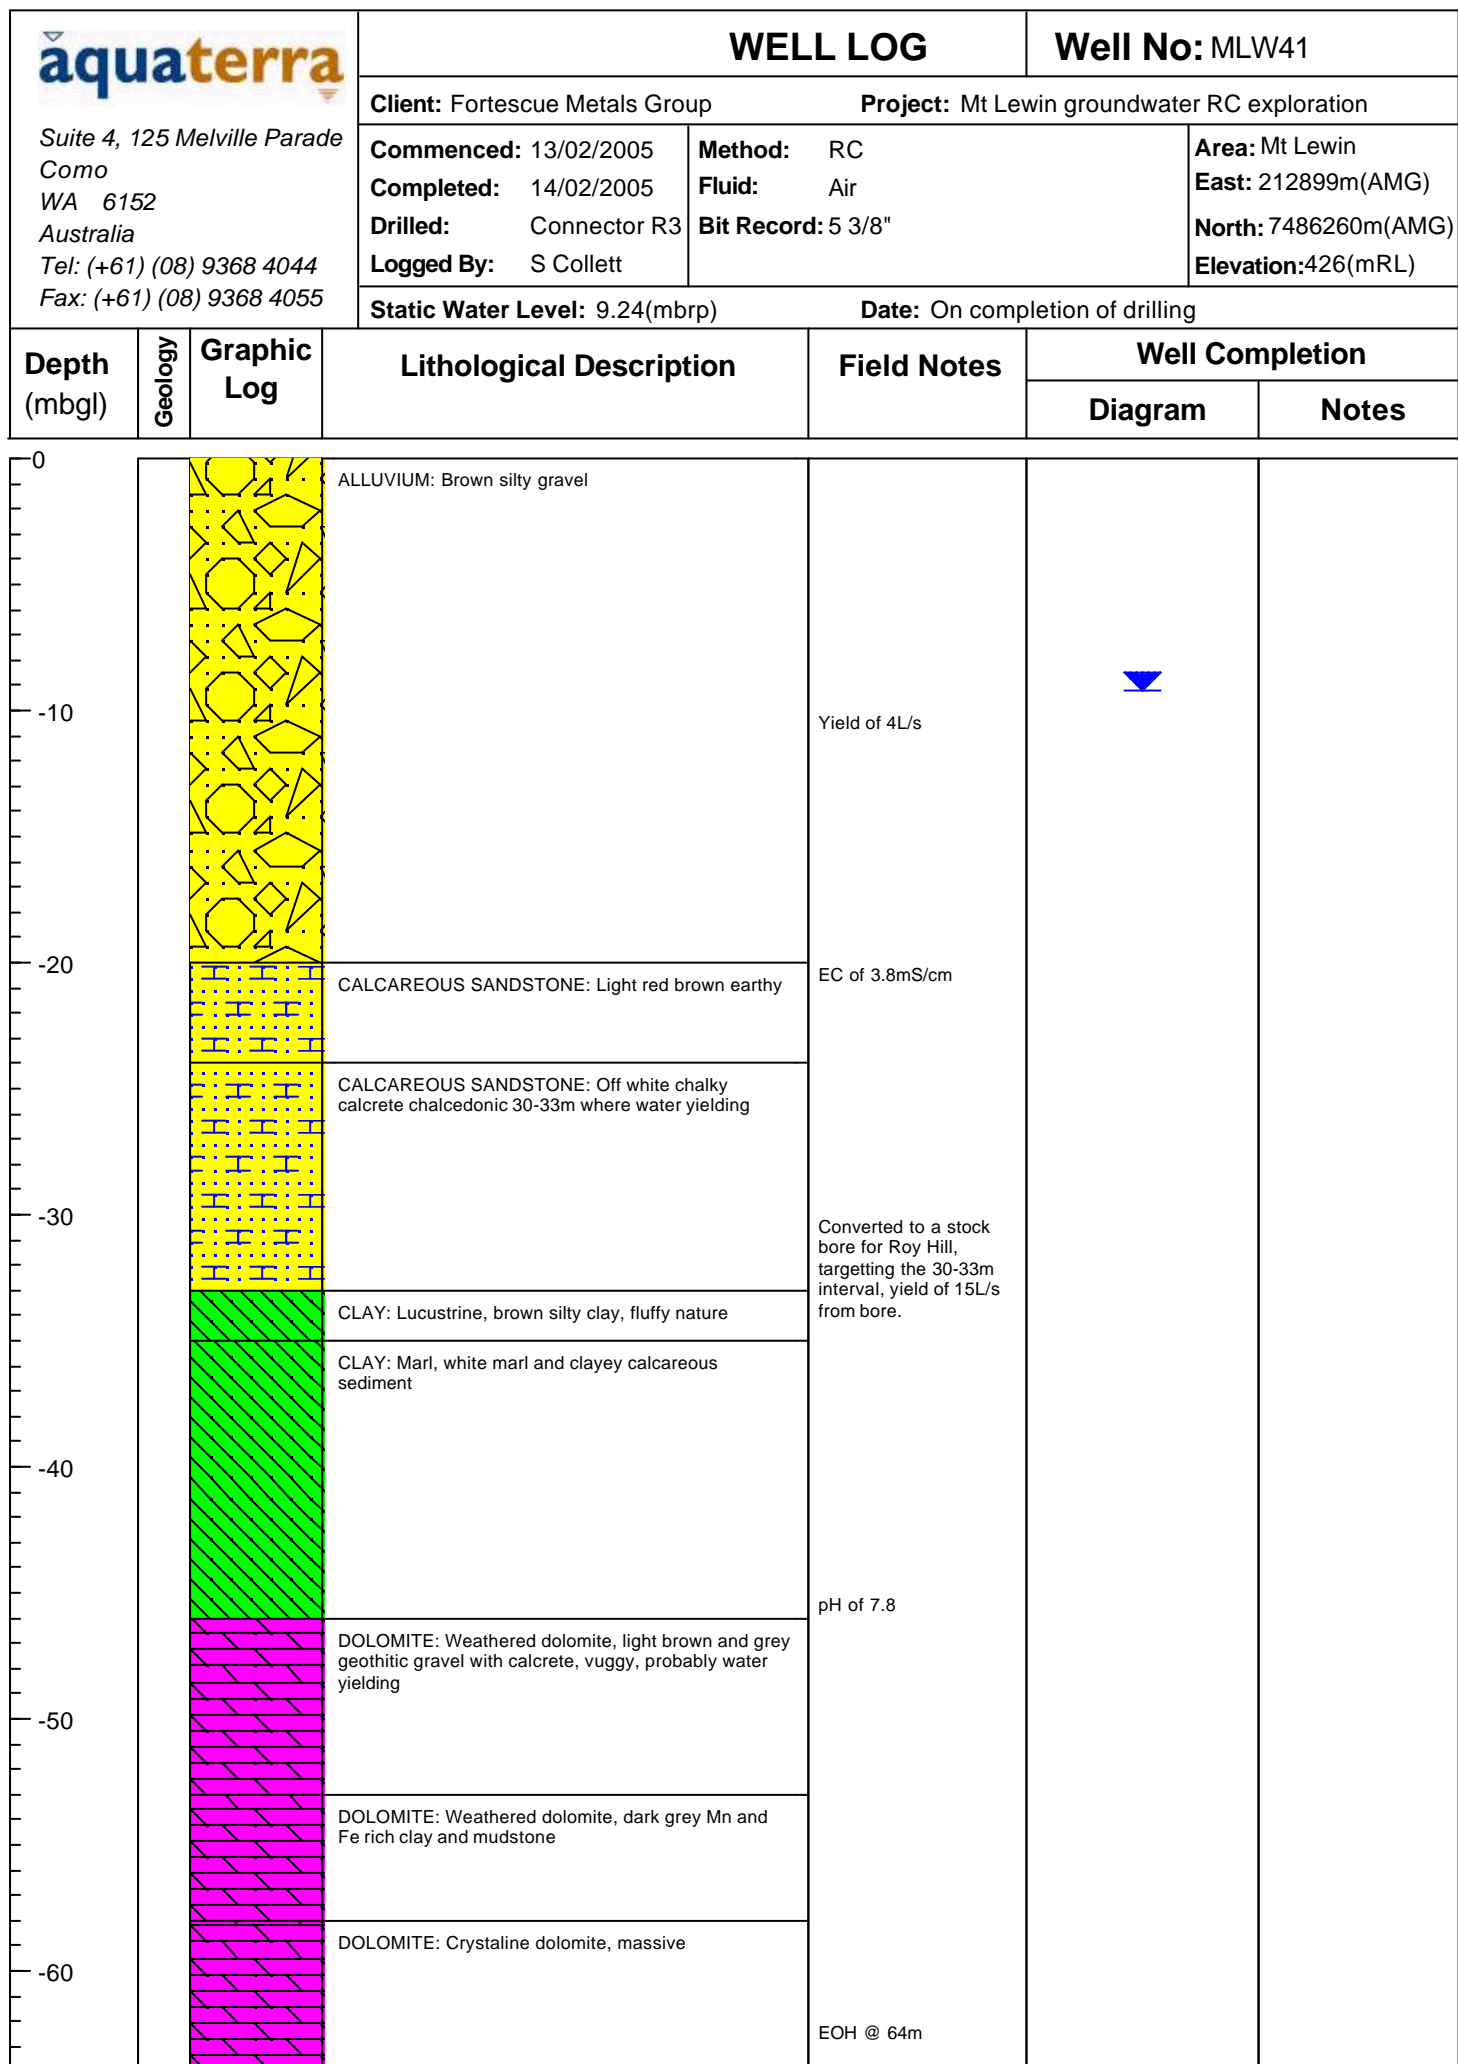 aquaterra
Suite 4, 125 Melville Parade
Como
WA 6152
Australia
Tel: (+61) (08) 9368 4044
Fax: (+61) (08) 9368 4055
WELL LOG
Well No: MLW41
Client: Fortescue Metals Group
Project: Mt Lewin groundwater RC exploration
Commenced: 13/02/2005
Completed: 14/02/2005
Drilled: Connector R3
Logged By: S Collett
Method: RC
Fluid: Air
Bit Record: 5 3/8"
Area: Mt Lewin
East: 212899m(AMG)
North: 7486260m(AMG)
Elevation:426(mRL)
Static Water Level: 9.24(mbrp)
Date: On completion of drilling
Depth
(mbgl)
Geology
Graphic
Log
Lithological Description
Field Notes
Well Completion
Diagram
Notes
0
ALLUVIUM: Brown silty gravel
-10
Yield of 4L/s
-20
EC of 3.8mS/cm
CALCAREOUS SANDSTONE: Light red brown earthy
CALCAREOUS SANDSTONE: Off white chalky
calcrete chalcedonic 30-33m where water yielding
-30
Converted to a stock
bore for Roy Hill,
targetting the 30-33m
interval, yield of 15L/s
from bore.
CLAY: Lucustrine, brown silty clay, fluffy nature
CLAY: Marl, white marl and clayey calcareous
sediment
-40
pH of 7.8
DOLOMITE: Weathered dolomite, light brown and grey
geothitic gravel with calcrete, vuggy, probably water
yielding
-50
DOLOMITE: Weathered dolomite, dark grey Mn and
Fe rich clay and mudstone
DOLOMITE: Crystaline dolomite, massive
-60
EOH @ 64m